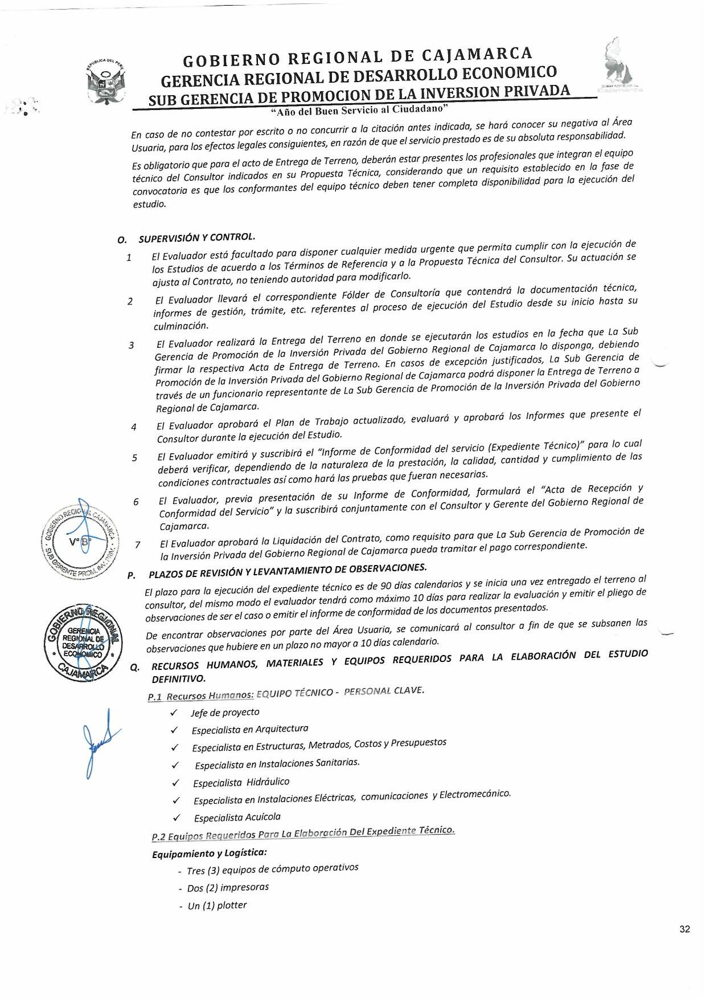 REPUBLICA DEL PERU
GOBIERNO REGIONAL DE CAJAMARCA
GERENCIA REGIONAL DE DESARROLLO ECONOMICO
SUB GERENCIA DE PROMOCION DE LA INVERSION PRIVADA
Cajamarca
“Año del Buen Servicio al Ciudadano”
En caso de no contestar por escrito o no concurrir a la citación antes indicada, se hará conocer su negativa al Área
Usuaria, para los efectos legales consiguientes, en razón de que el servicio prestado es de su absoluta responsabilidad.
Es obligatorio que para el acto de Entrega de Terreno, deberán estar presentes los profesionales que integran el equipo
técnico del Consultor indicados en su Propuesta Técnica, considerando que un requisito establecido en la fase de
convocatoria es que los conformantes del equipo técnico deben tener completa disponibilidad para la ejecución del
estudio.
O. SUPERVISIÓN Y CONTROL.
1 El Evaluador está facultado para disponer cualquier medida urgente que permita cumplir con la ejecución de
los Estudios de acuerdo a los Términos de Referencia y a la Propuesta Técnica del Consultor. Su actuación se
ajusta al Contrato, no teniendo autoridad para modificarlo.
2 El Evaluador llevará el correspondiente Fólder de Consultoría que contendrá la documentación técnica,
informes de gestión, trámite, etc. referentes al proceso de ejecución del Estudio desde su inicio hasta su
culminación.
3 El Evaluador realizará la Entrega del Terreno en donde se ejecutarán los estudios en la fecha que La Sub
Gerencia de Promoción de la Inversión Privada del Gobierno Regional de Cajamarca lo disponga, debiendo
firmar la respectiva Acta de Entrega de Terreno. En casos de excepción justificados, La Sub Gerencia de
Promoción de la Inversión Privada del Gobierno Regional de Cajamarca podrá disponer la Entrega de Terreno a
través de un funcionario representante de La Sub Gerencia de Promoción de la Inversión Privada del Gobierno
Regional de Cajamarca.
4 El Evaluador aprobará el Plan de Trabajo actualizado, evaluará y aprobará los Informes que presente el
Consultor durante la ejecución del Estudio.
5 El Evaluador emitirá y suscribirá el “Informe de Conformidad del servicio (Expediente Técnico)” para lo cual
deberá verificar, dependiendo de la naturaleza de la prestación, la calidad, cantidad y cumplimiento de las
condiciones contractuales así como hará las pruebas que fueran necesarias.
6 El Evaluador, previa presentación de su Informe de Conformidad, formulará el “Acta de Recepción y
Conformidad del Servicio” y la suscribirá conjuntamente con el Consultor y Gerente del Gobierno Regional de
Cajamarca.
7 El Evaluador aprobará la Liquidación del Contrato, como requisito para que La Sub Gerencia de Promoción de
la Inversión Privada del Gobierno Regional de Cajamarca pueda tramitar el pago correspondiente.
GOBIERNO REGIONAL CAJAMARCA
V° B°
SUB GERENTE PROM. INV. PRIV.
P. PLAZOS DE REVISIÓN Y LEVANTAMIENTO DE OBSERVACIONES.
El plazo para la ejecución del expediente técnico es de 90 días calendarios y se inicia una vez entregado el terreno al
consultor, del mismo modo el evaluador tendrá como máximo 10 días para realizar la evaluación y emitir el pliego de
observaciones de ser el caso o emitir el informe de conformidad de los documentos presentados.
De encontrar observaciones por parte del Área Usuaria, se comunicará al consultor a fin de que se subsanen las
observaciones que hubiere en un plazo no mayor a 10 días calendario.
GOBIERNO REGIONAL
GERENCIA
REGIONAL DE
DESARROLLO
ECONOMICO
CAJAMARCA
Q. RECURSOS HUMANOS, MATERIALES Y EQUIPOS REQUERIDOS PARA LA ELABORACIÓN DEL ESTUDIO
DEFINITIVO.
P.1 Recursos Humanos: EQUIPO TÉCNICO - PERSONAL CLAVE.
✓ Jefe de proyecto
✓ Especialista en Arquitectura
✓ Especialista en Estructuras, Metrados, Costos y Presupuestos
✓ Especialista en Instalaciones Sanitarias.
✓ Especialista Hidráulico
✓ Especialista en Instalaciones Eléctricas, comunicaciones y Electromecánico.
✓ Especialista Acuícola
P.2 Equipos Requeridos Para La Elaboración Del Expediente Técnico.
Equipamiento y Logística:
- Tres (3) equipos de cómputo operativos
- Dos (2) impresoras
- Un (1) plotter
32